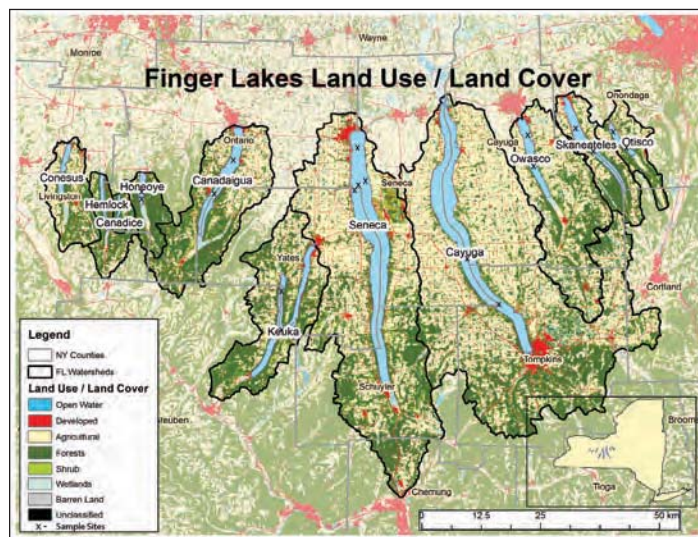 Finger Lakes Land Use / Land Cover
Monroe
Wayne
Onondaga
Ontario
Cayuga
Skaneateles
Otisco
Owasco
Conesus
Livingston
Hemlock
Canadice
Honeoye
Canadaigua
Seneca
Seneca
Cayuga
Yates
Keuka
Cortland
Tompkins
Schuyler
Steuben
Chemung
Tioga
Broome
Legend
NY Counties
FL Watersheds
Land Use / Land Cover
Open Water
Developed
Agricultural
Forests
Shrub
Wetlands
Barren Land
Unclassified
x - Sample Sites
0 12.5 25 50 km